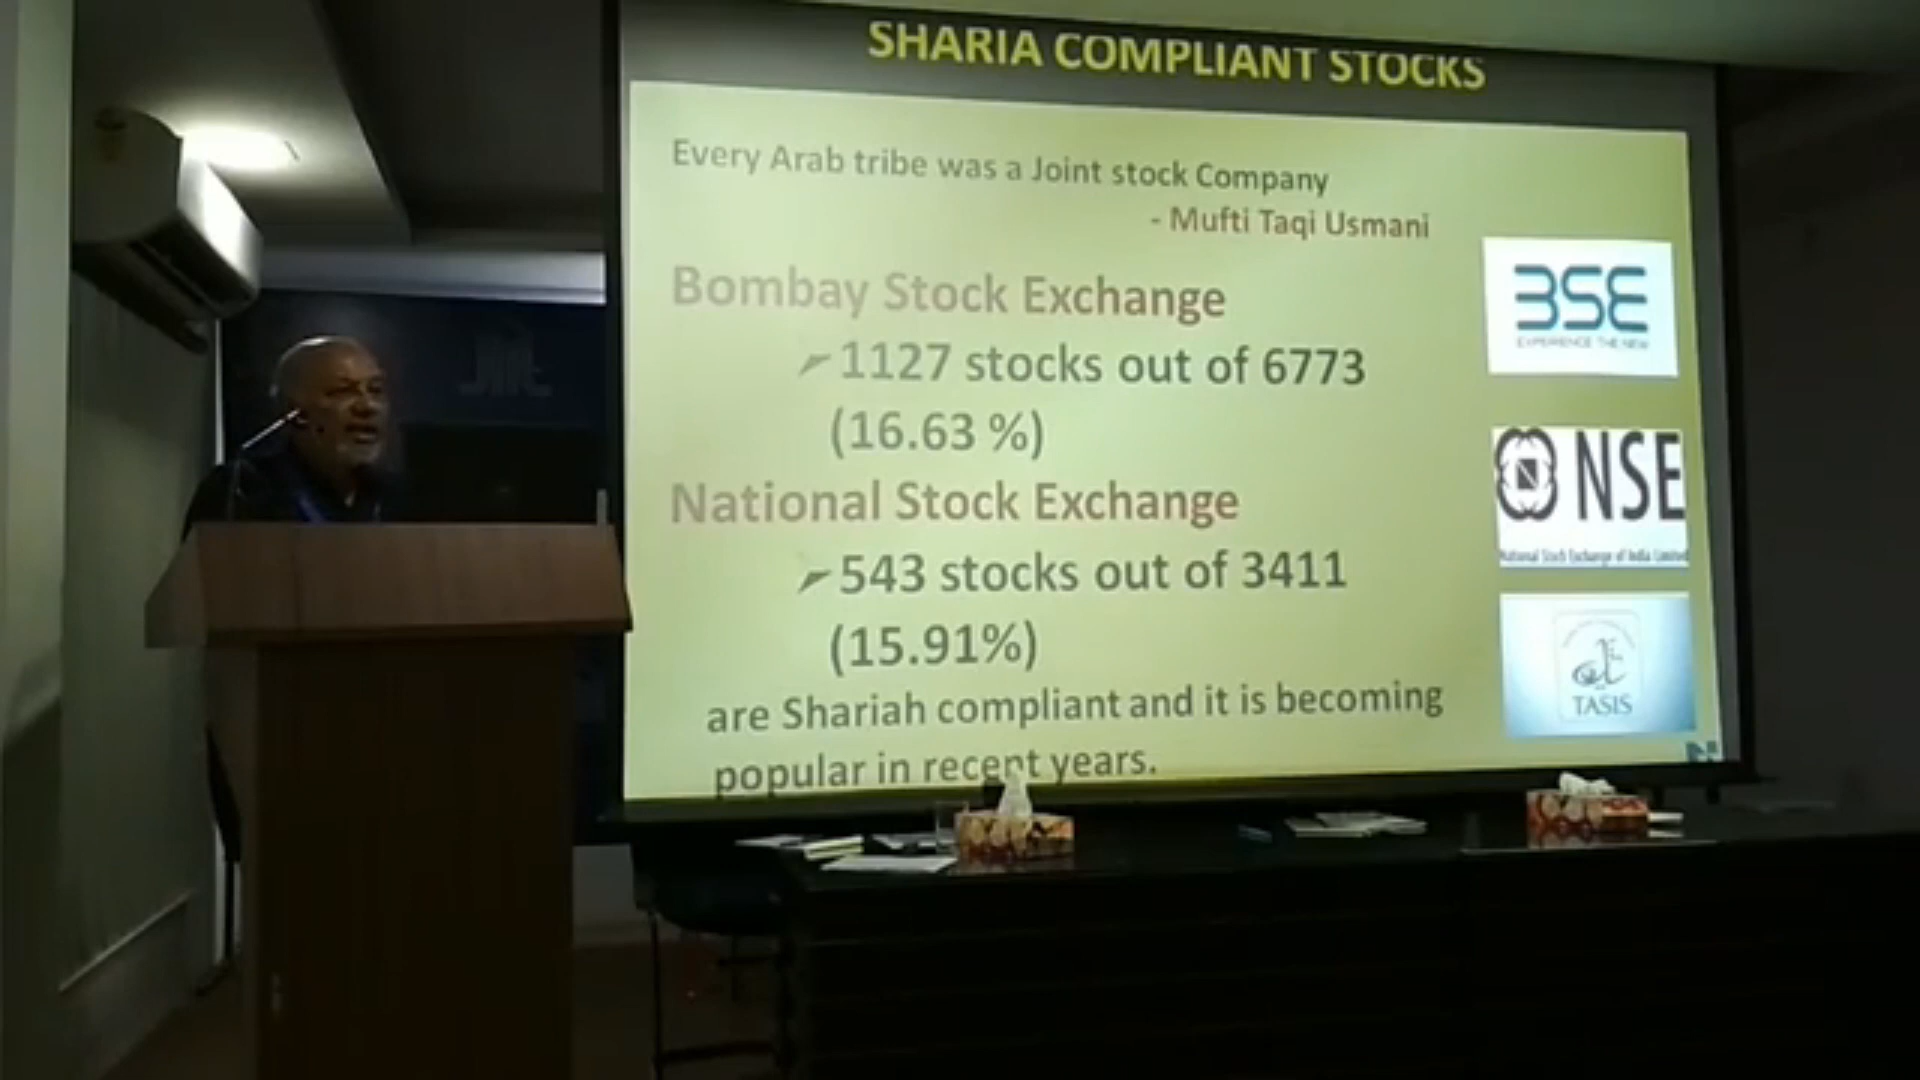 SHARIA COMPLIANT STOCKS
Every Arab tribe was a Joint stock Company
- Mufti Taqi Usmani
Bombay Stock Exchange
1127 stocks out of 6773
(16.63 %)
National Stock Exchange
543 stocks out of 3411
(15.91%)
are Shariah compliant and it is becoming
popular in recent years.
BSE
EXPERIENCE THE NEW
NSE
National Stock Exchange of India Limited
TASIS